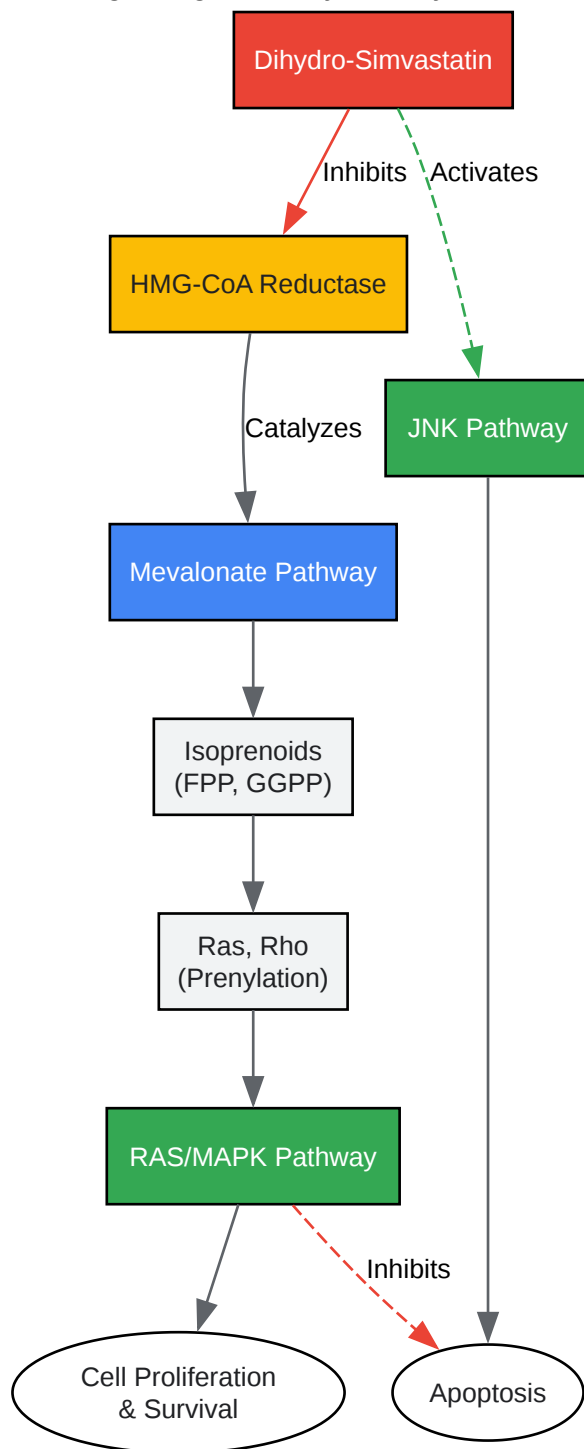 Dihydro-Simvastatin
Inhibits
Activates
HMG-CoA Reductase
Catalyzes
JNK Pathway
Mevalonate Pathway
Isoprenoids
(FPP, GGPP)
Ras, Rho
(Prenylation)
RAS/MAPK Pathway
Inhibits
Cell Proliferation
& Survival
Apoptosis